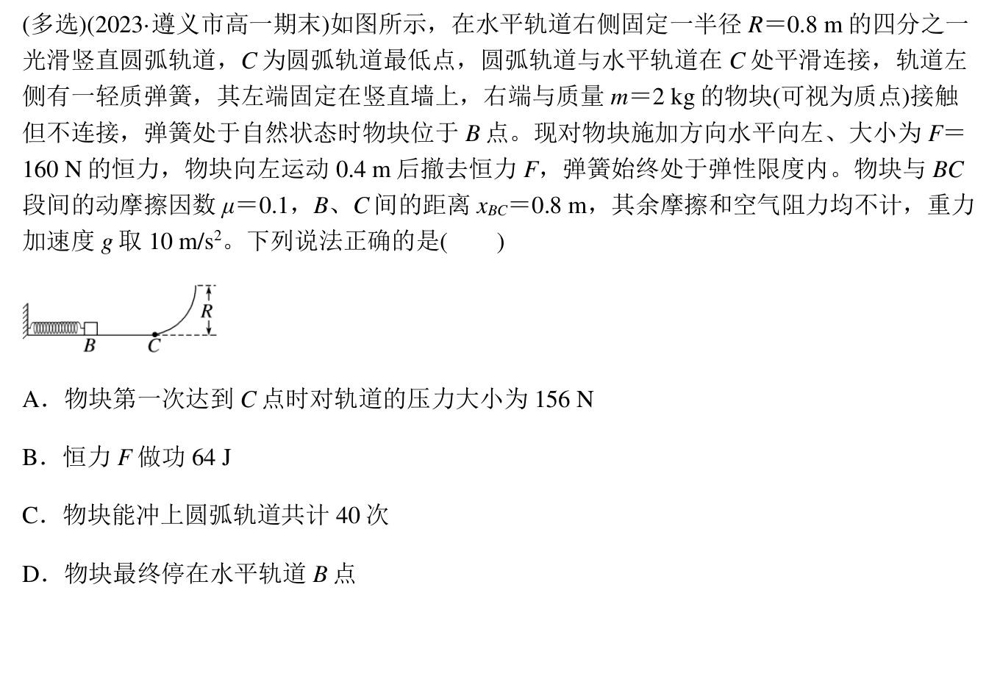 (多选)(2023·遵义市高一期末)如图所示，在水平轨道右侧固定一半径 R＝0.8 m 的四分之一
光滑竖直圆弧轨道，C 为圆弧轨道最低点，圆弧轨道与水平轨道在 C 处平滑连接，轨道左
侧有一轻质弹簧，其左端固定在竖直墙上，右端与质量 m＝2 kg 的物块(可视为质点)接触
但不连接，弹簧处于自然状态时物块位于 B 点。现对物块施加方向水平向左、大小为 F＝
160 N 的恒力，物块向左运动 0.4 m 后撤去恒力 F，弹簧始终处于弹性限度内。物块与 BC
段间的动摩擦因数 μ＝0.1，B、C 间的距离 xBC＝0.8 m，其余摩擦和空气阻力均不计，重力
加速度 g 取 10 m/s²。下列说法正确的是(　　)
R
B C
A．物块第一次达到 C 点时对轨道的压力大小为 156 N
B．恒力 F 做功 64 J
C．物块能冲上圆弧轨道共计 40 次
D．物块最终停在水平轨道 B 点